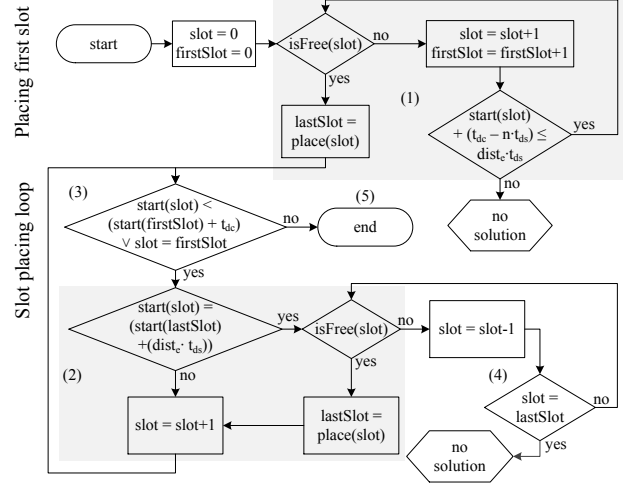 Placing first slot
start
slot = 0
firstSlot = 0
isFree(slot)
no
yes
slot = slot+1
firstSlot = firstSlot+1
(1)
lastSlot =
place(slot)
start(slot)
+ (t_dc – n·t_ds) ≤
dist_e·t_ds
yes
no
no
solution
Slot placing loop
(3)
start(slot) <
(start(firstSlot) + t_dc)
∨ slot = firstSlot
no
yes
(5)
end
start(slot) =
(start(lastSlot)
+(dist_e· t_ds))
yes
no
isFree(slot)
no
yes
slot = slot-1
(2)
(4)
slot = slot+1
lastSlot =
place(slot)
slot =
lastSlot
no
yes
no
solution